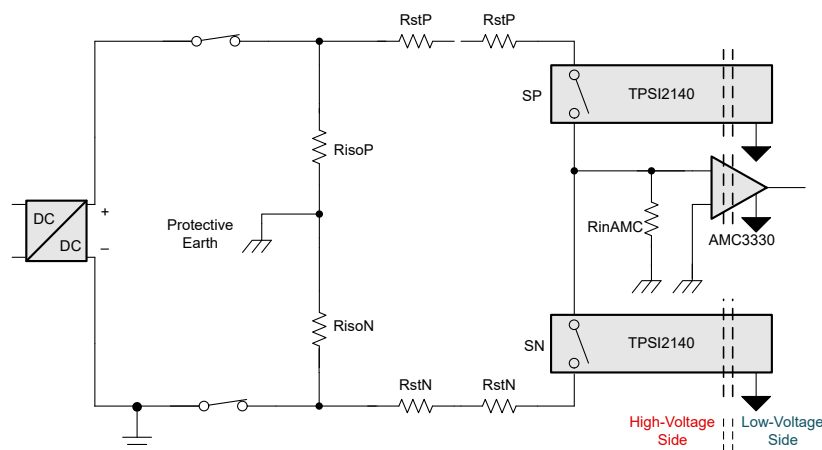 RstP
RstP
SP
TPSI2140
RisoP
DC
DC
+
–
Protective
Earth
RinAMC
AMC3330
RisoN
SN
TPSI2140
RstN
RstN
High-Voltage
Side
Low-Voltage
Side